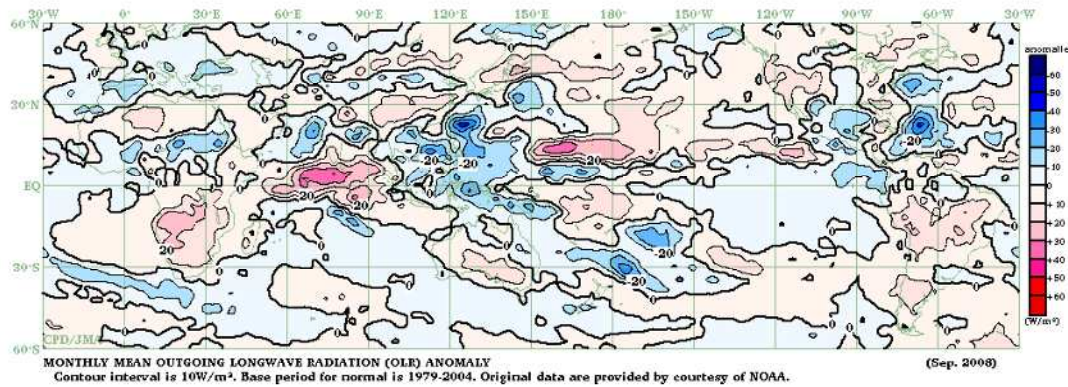 30°W 0° 30°E 60°E 90°E 120°E 150°E 180° 150°W 120°W 90°W 60°W 30°W
60°N
20°N
EQ
30°S
60°S
anomalie
60
50
40
30
20
10
0
+10
+20
+30
+40
+50
+60
(W/m²)
CPD/JMA
MONTHLY MEAN OUTGOING LONGWAVE RADIATION (OLR) ANOMALY (Sep. 2008)
Contour interval is 10W/m². Base period for normal is 1979-2004. Original data are provided by courtesy of NOAA.